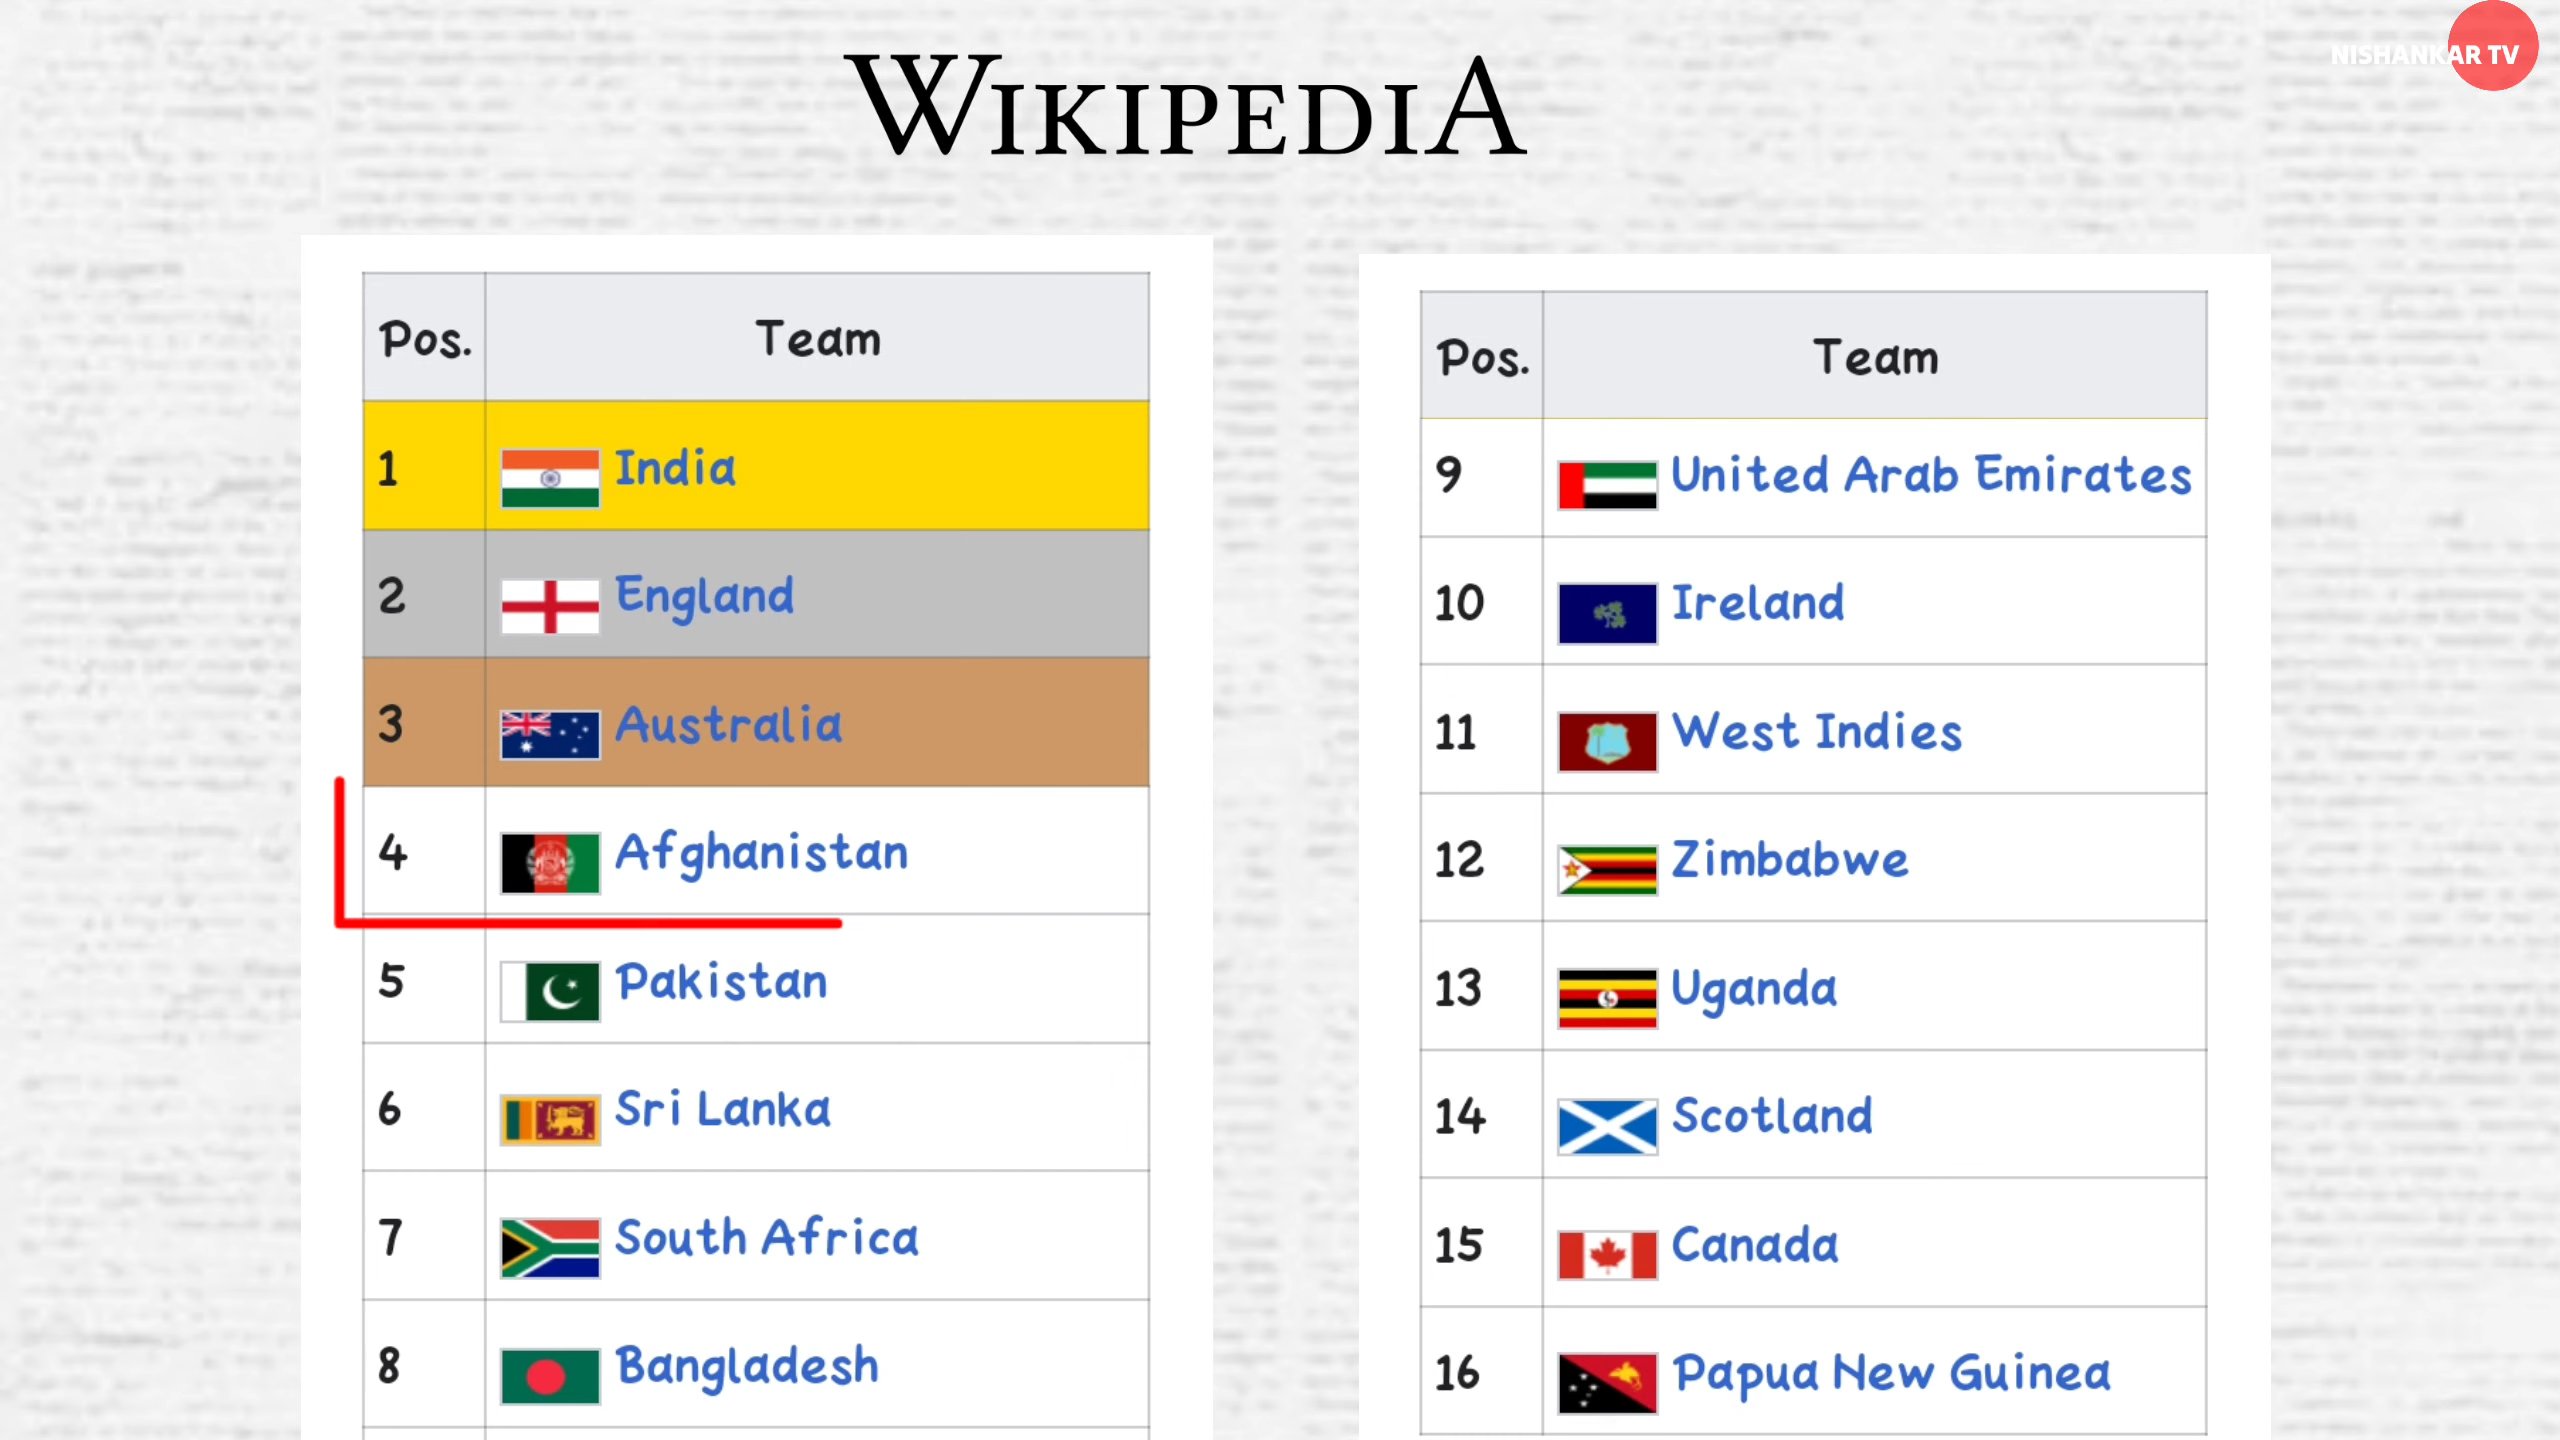 NISHANKAR TV
WIKIPEDIA
Pos. Team
1 India
2 England
3 Australia
4 Afghanistan
5 Pakistan
6 Sri Lanka
7 South Africa
8 Bangladesh
Pos. Team
9 United Arab Emirates
10 Ireland
11 West Indies
12 Zimbabwe
13 Uganda
14 Scotland
15 Canada
16 Papua New Guinea